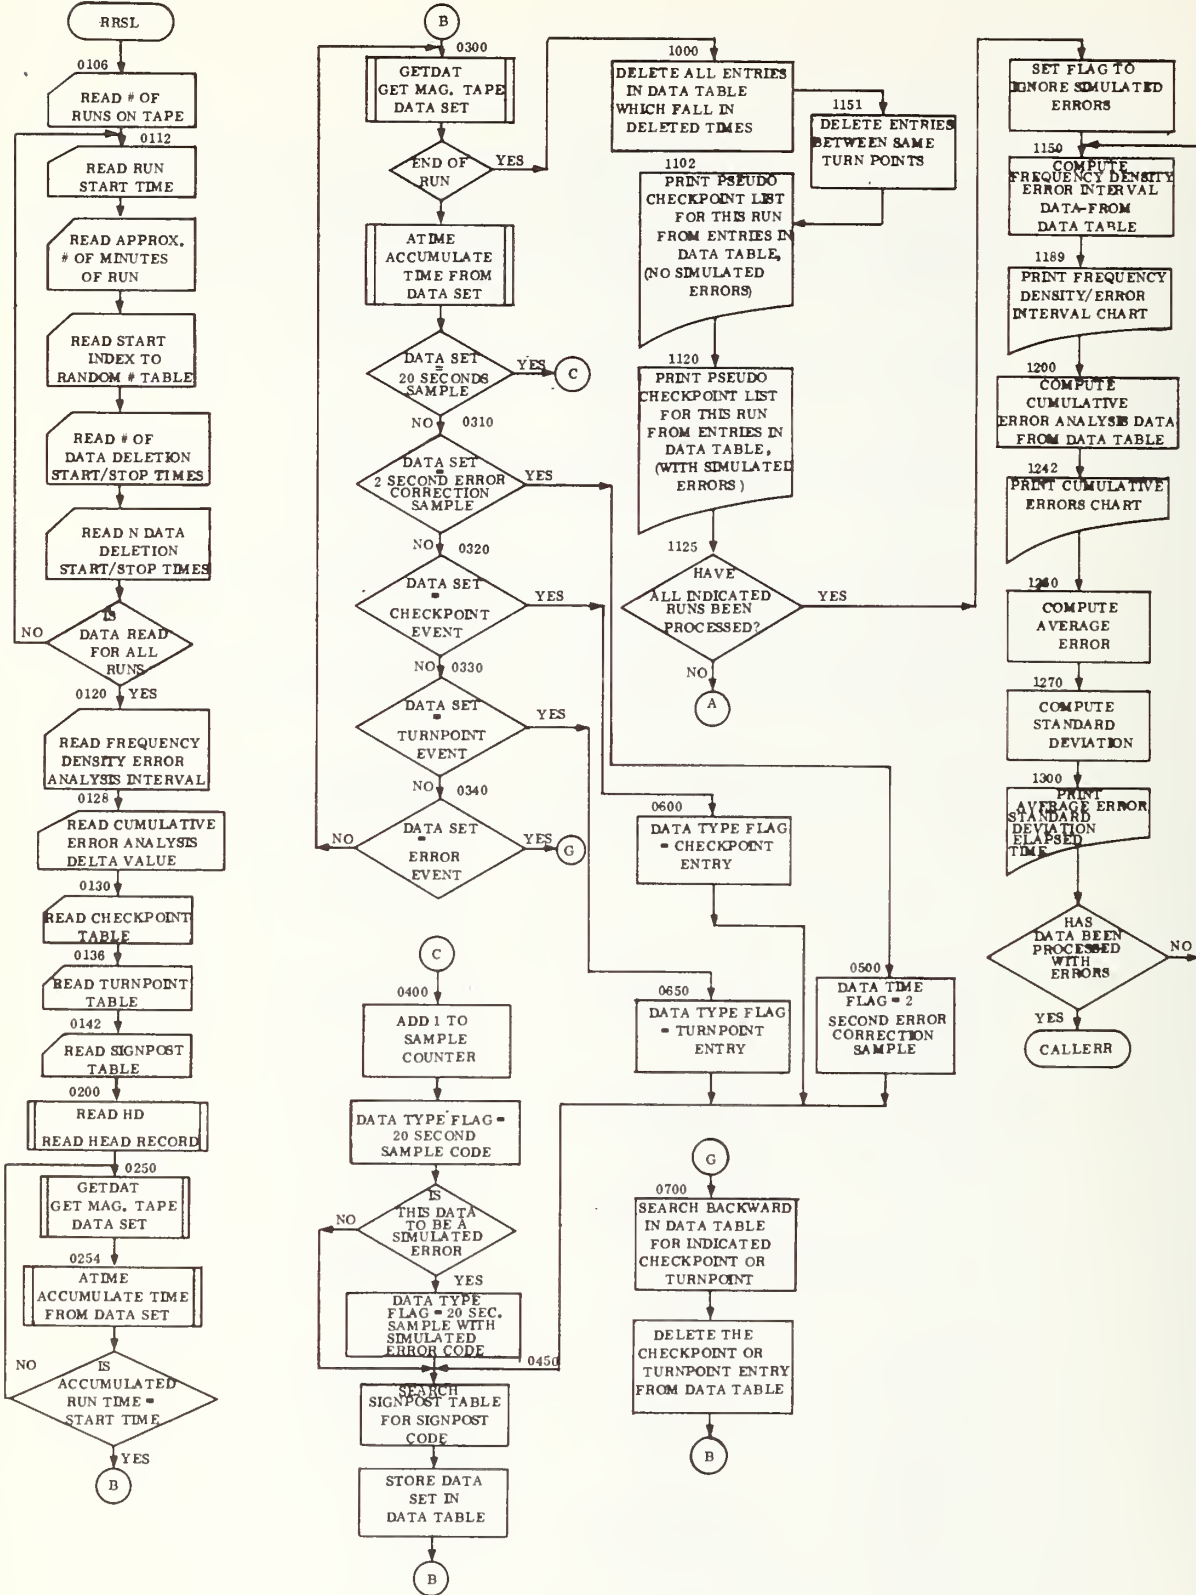 RRSL
0106
READ # OF
RUNS ON TAPE
0112
READ RUN
START TIME
READ APPROX.
# OF MINUTES
OF RUN
READ START
INDEX TO
RANDOM # TABLE
READ # OF
DATA DELETION
START/STOP TIMES
READ N DATA
DELETION
START/STOP TIMES
IS
DATA READ
FOR ALL
RUNS
NO
0120
YES
READ FREQUENCY
DENSITY ERROR
ANALYSIS INTERVAL
0128
READ CUMULATIVE
ERROR ANALYSIS
DELTA VALUE
0130
READ CHECKPOINT
TABLE
0136
READ TURNPOINT
TABLE
0142
READ SIGNPOST
TABLE
0200
READ HD
READ HEAD RECORD
0250
GETDAT
GET MAG. TAPE
DATA SET
0254
ATIME
ACCUMULATE TIME
FROM DATA SET
NO
IS
ACCUMULATED
RUN TIME =
START TIME
YES
B
B
0300
GETDAT
GET MAG. TAPE
DATA SET
END OF
RUN
YES
ATIME
ACCUMULATE
TIME FROM
DATA SET
DATA SET
=
20 SECONDS
SAMPLE
YES
C
NO
0310
DATA SET
=
2 SECOND ERROR
CORRECTION
SAMPLE
YES
NO
0320
DATA SET
=
CHECKPOINT
EVENT
YES
NO
0330
DATA SET
=
TURNPOINT
EVENT
YES
NO
0340
DATA SET
=
ERROR
EVENT
NO
YES
G
C
0400
ADD 1 TO
SAMPLE
COUNTER
DATA TYPE FLAG =
20 SECOND
SAMPLE CODE
IS
THIS DATA
TO BE A
SIMULATED
ERROR
NO
YES
DATA TYPE
FLAG = 20 SEC.
SAMPLE WITH
SIMULATED
ERROR CODE
0450
SEARCH
SIGNPOST TABLE
FOR SIGNPOST
CODE
STORE DATA
SET IN
DATA TABLE
B
1000
DELETE ALL ENTRIES
IN DATA TABLE
WHICH FALL IN
DELETED TIMES
1151
DELETE ENTRIES
BETWEEN SAME
TURN POINTS
1102
PRINT PSEUDO
CHECKPOINT LIST
FOR THIS RUN
FROM ENTRIES IN
DATA TABLE,
(NO SIMULATED
ERRORS)
1120
PRINT PSEUDO
CHECKPOINT LIST
FOR THIS RUN
FROM ENTRIES IN
DATA TABLE,
(WITH SIMULATED
ERRORS)
1125
HAVE
ALL INDICATED
RUNS BEEN
PROCESSED?
YES
NO
A
0600
DATA TYPE FLAG
= CHECKPOINT
ENTRY
0650
DATA TYPE FLAG
= TURNPOINT
ENTRY
0500
DATA TIME
FLAG = 2
SECOND ERROR
CORRECTION
SAMPLE
G
0700
SEARCH BACKWARD
IN DATA TABLE
FOR INDICATED
CHECKPOINT OR
TURNPOINT
DELETE THE
CHECKPOINT OR
TURNPOINT ENTRY
FROM DATA TABLE
B
SET FLAG TO
IGNORE SIMULATED
ERRORS
1150
COMPUTE
FREQUENCY DENSITY
ERROR INTERVAL
DATA-FROM
DATA TABLE
1189
PRINT FREQUENCY
DENSITY/ERROR
INTERVAL CHART
1200
COMPUTE
CUMULATIVE
ERROR ANALYSIS DATA
FROM DATA TABLE
1242
PRINT CUMULATIVE
ERRORS CHART
COMPUTE
AVERAGE
ERROR
1270
COMPUTE
STANDARD
DEVIATION
1300
PRINT
AVERAGE ERROR
STANDARD
DEVIATION
ELAPSED
TIME
HAS
DATA BEEN
PROCESSED
WITH
ERRORS
NO
YES
CALLERR